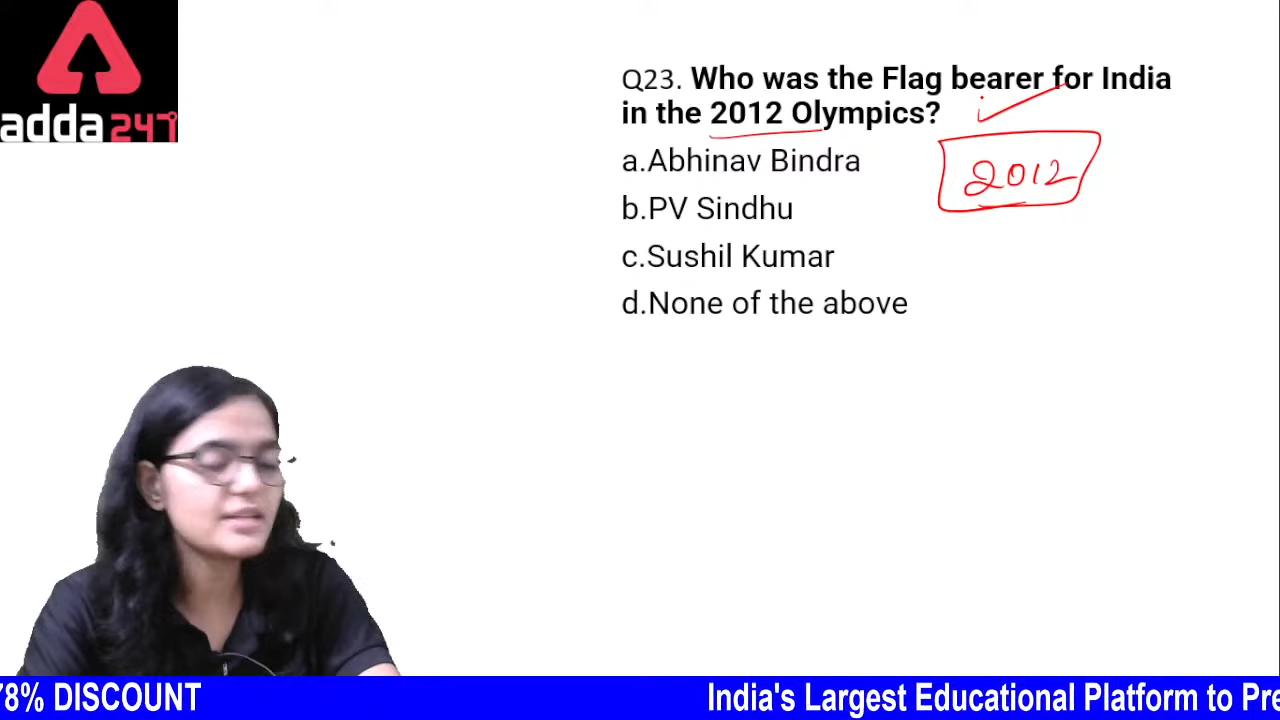 adda247
Q23. Who was the Flag bearer for India
in the 2012 Olympics?
2012
a.Abhinav Bindra
b.PV Sindhu
c.Sushil Kumar
d.None of the above
78% DISCOUNT
India's Largest Educational Platform to Pre